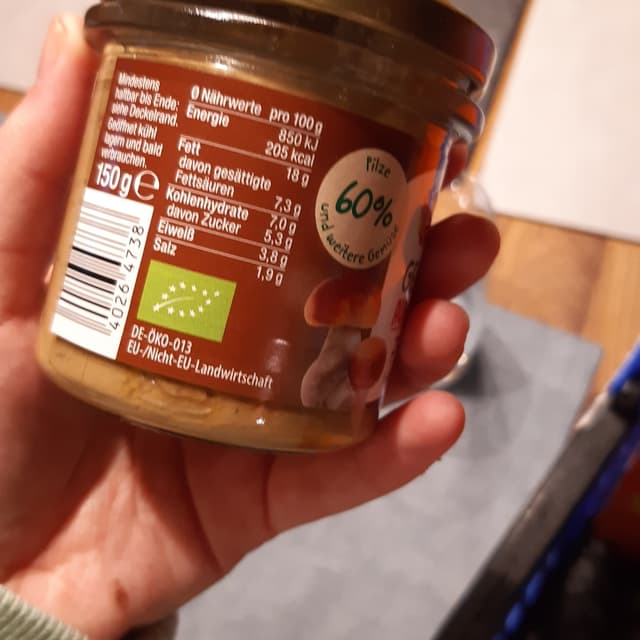 Mindestens
haltbar bis Ende:
siehe Deckelrand.
Geöffnet kühl
lagern und bald
verbrauchen.
150 g e
4026 4738
Ø Nährwerte pro 100 g
Energie 850 kJ
205 kcal
Fett 18 g
davon gesättigte
Fettsäuren 7,3 g
Kohlenhydrate 7,0 g
davon Zucker 5,3 g
Eiweiß 3,8 g
Salz 1,9 g
DE-ÖKO-013
EU-/Nicht-EU-Landwirtschaft
Pilze
60%
und weitere Gemüse